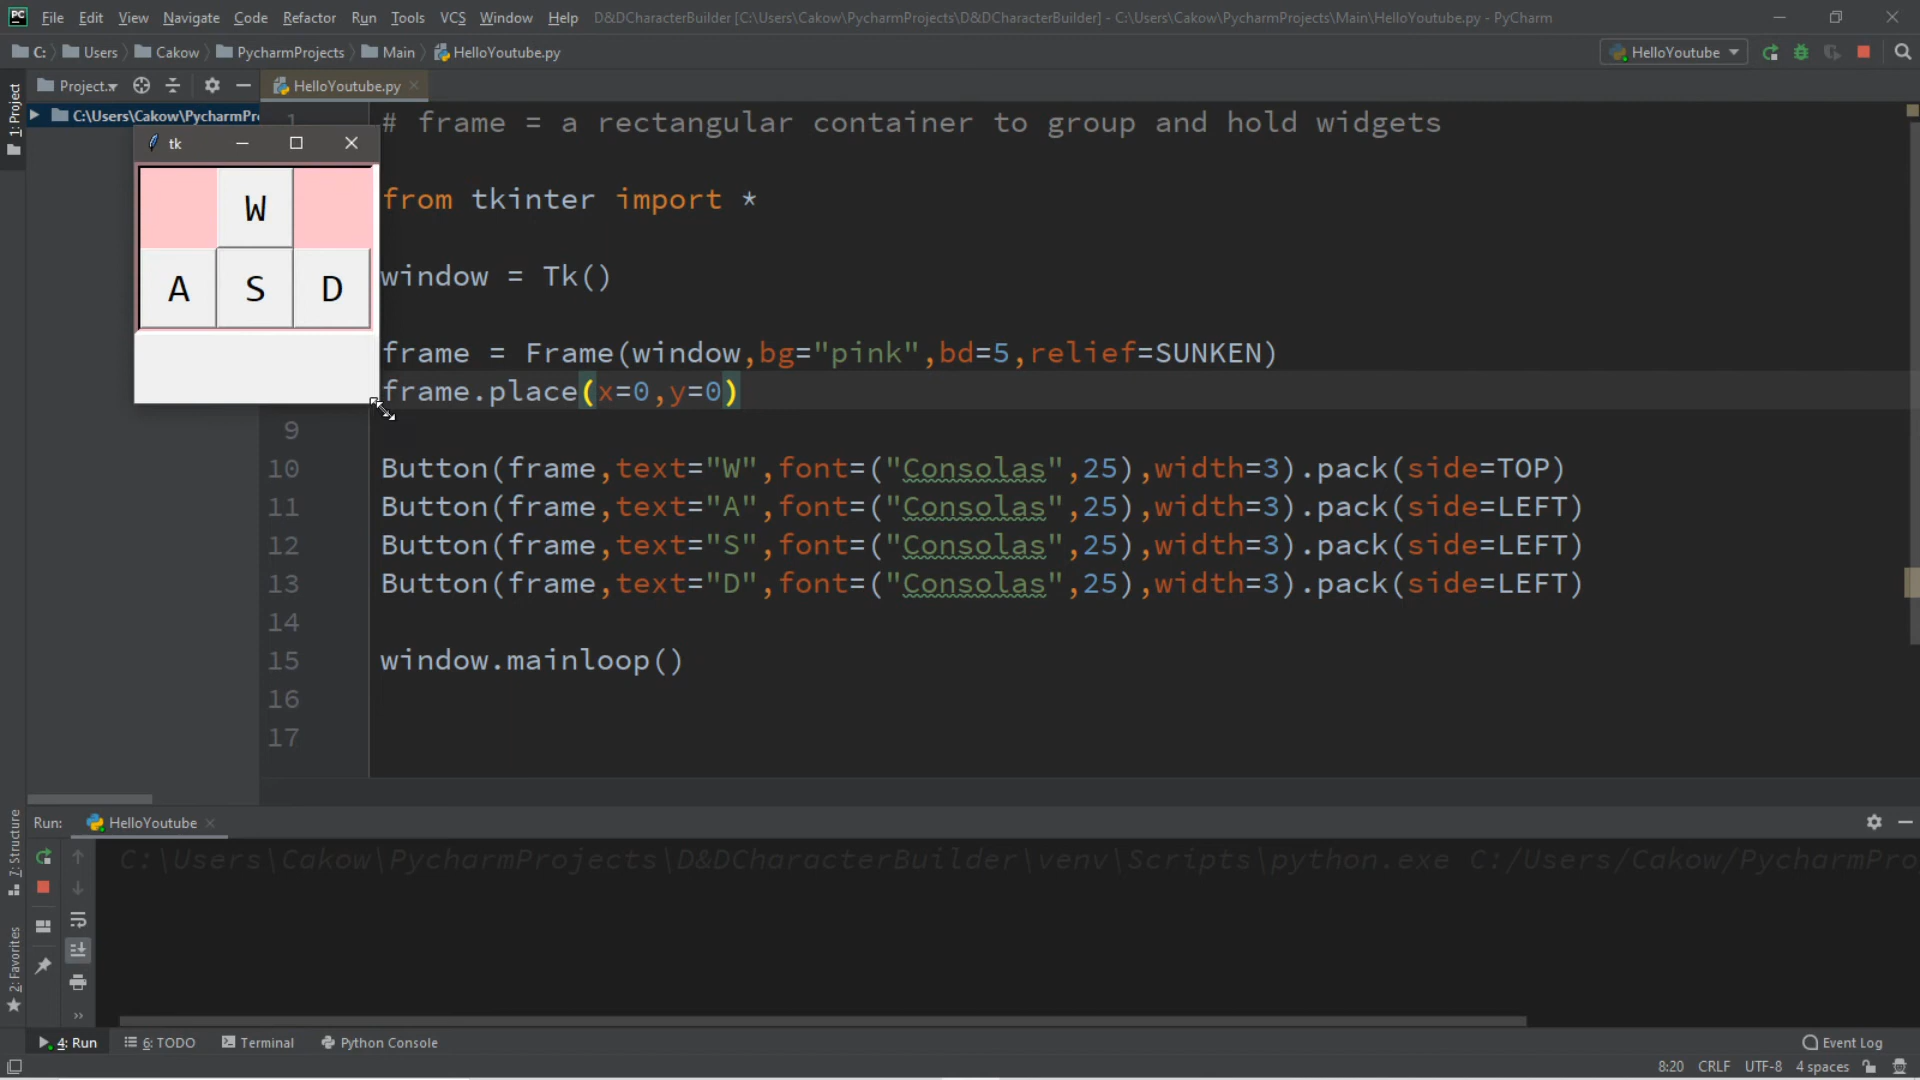 PC File Edit View Navigate Code Refactor Run Tools VCS Window Help D&DCharacterBuilder [C:\Users\Cakow\PycharmProjects\D&DCharacterBuilder] - C:\Users\Cakow\PycharmProjects\Main\HelloYoutube.py - PyCharm
C: Users Cakow PycharmProjects Main HelloYoutube.py HelloYoutube
1: Project
Project HelloYoutube.py
C:\Users\Cakow\PycharmPr
1 # frame = a rectangular container to group and hold widgets
tk
W
A S D
from tkinter import *
window = Tk()
frame = Frame(window,bg="pink",bd=5,relief=SUNKEN)
frame.place(x=0,y=0)
9
10 Button(frame,text="W",font=("Consolas",25),width=3).pack(side=TOP)
11 Button(frame,text="A",font=("Consolas",25),width=3).pack(side=LEFT)
12 Button(frame,text="S",font=("Consolas",25),width=3).pack(side=LEFT)
13 Button(frame,text="D",font=("Consolas",25),width=3).pack(side=LEFT)
14
15 window.mainloop()
16
17
7: Structure
2: Favorites
Run: HelloYoutube
C:\Users\Cakow\PycharmProjects\D&DCharacterBuilder\venv\Scripts\python.exe C:/Users/Cakow/PycharmPro
4: Run 6: TODO Terminal Python Console Event Log
8:20 CRLF UTF-8 4 spaces